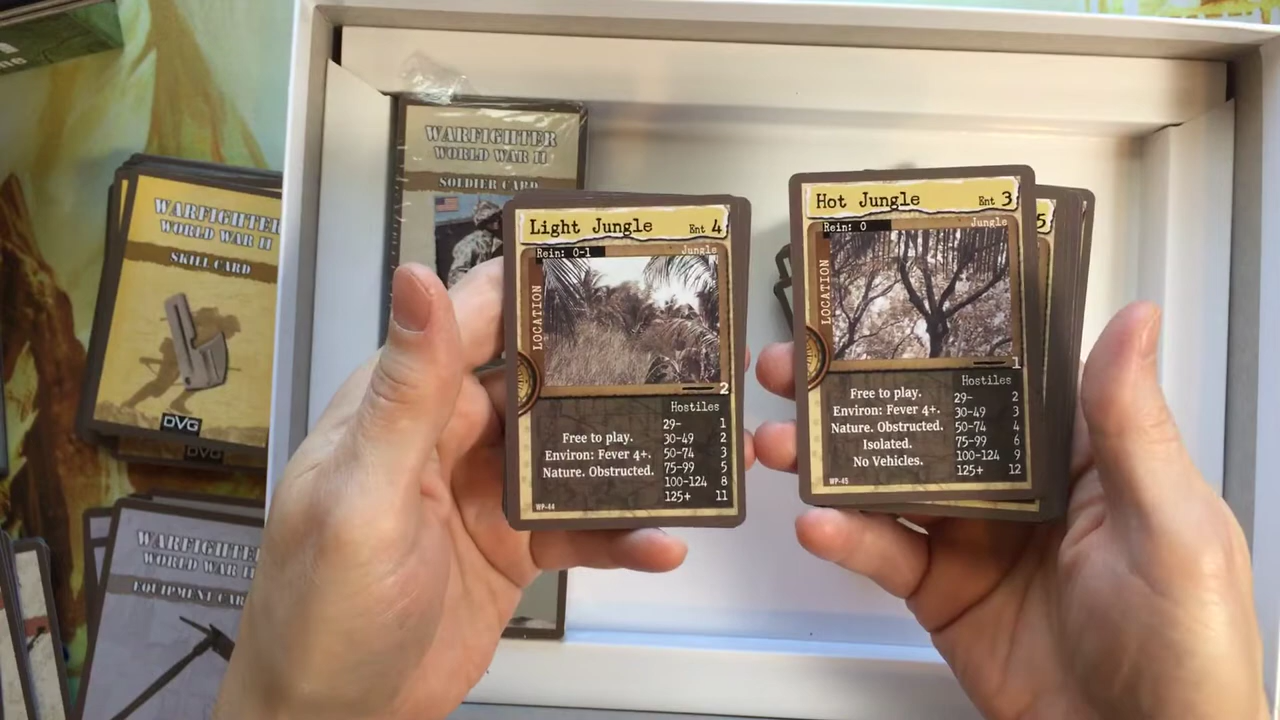 ne
WARFIGHTER
WORLD WAR II
SKILL CARD
DVG
DVG
WARFIGHTER
WORLD WAR II
EQUIPMENT CAR
WARFIGHTER
WORLD WAR II
SOLDIER CARD
Light Jungle Ent 4
Rein: 0-1 Jungle
LOCATION
2
Hostiles
29- 1
30-49 2
50-74 3
75-99 5
100-124 8
125+ 11
Free to play.
Environ: Fever 4+.
Nature. Obstructed.
WP-44
Hot Jungle Ent 3
Rein: 0 Jungle
LOCATION
1
Hostiles
29- 2
30-49 3
50-74 4
75-99 6
100-124 9
125+ 12
Free to play.
Environ: Fever 4+.
Nature. Obstructed.
Isolated.
No Vehicles.
WP-45
5